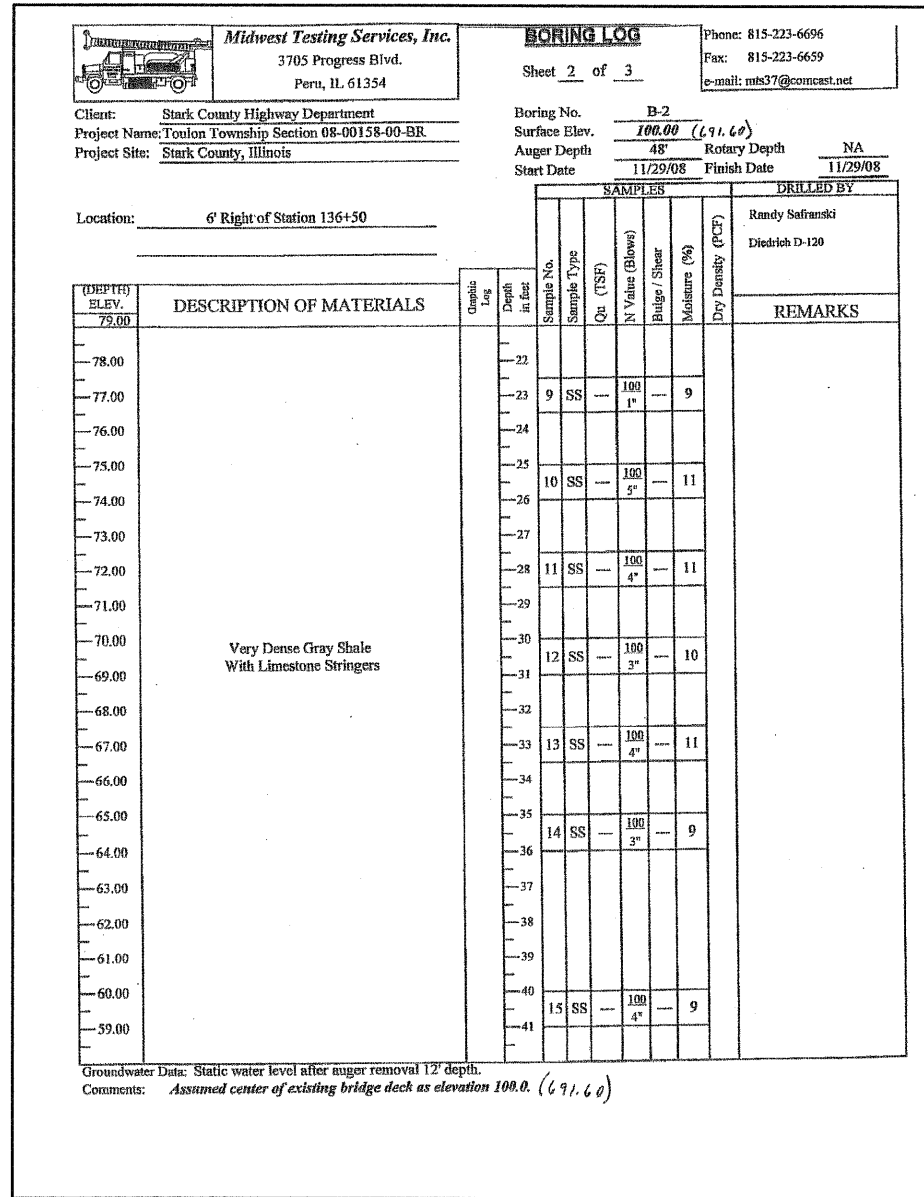 Midwest Testing Services, Inc.
3705 Progress Blvd.
Peru, IL 61354
BORING LOG
Sheet 2 of 3
Phone: 815-223-6696
Fax: 815-223-6659
e-mail: mts37@comcast.net
Client: Stark County Highway Department
Project Name: Toulon Township Section 08-00158-00-BR
Project Site: Stark County, Illinois
Boring No. B-2
Surface Elev. 100.00 (691.60)
Auger Depth 48' Rotary Depth NA
Start Date 11/29/08 Finish Date 11/29/08
Location: 6' Right of Station 136+50
SAMPLES
DRILLED BY
Randy Safranski
Diedrich D-120
(DEPTH) ELEV.
DESCRIPTION OF MATERIALS
Graphic Log
Depth in feet
Sample No.
Sample Type
Qu (TSF)
N Value (Blows)
Bulge / Shear
Moisture (%)
Dry Density (PCF)
REMARKS
79.00
78.00 22
77.00 23 9 SS — 100/1" — 9
76.00 24
75.00 25
10 SS — 100/5" — 11
74.00 26
73.00 27
72.00 28 11 SS — 100/4" — 11
71.00 29
70.00 30
Very Dense Gray Shale
With Limestone Stringers
12 SS — 100/3" — 10
69.00 31
68.00 32
67.00 33 13 SS — 100/4" — 11
66.00 34
65.00 35
14 SS — 100/3" — 9
64.00 36
63.00 37
62.00 38
61.00 39
60.00 40
15 SS — 100/4" — 9
59.00 41
Groundwater Data: Static water level after auger removal 12' depth.
Comments: Assumed center of existing bridge deck as elevation 100.0. (691.60)